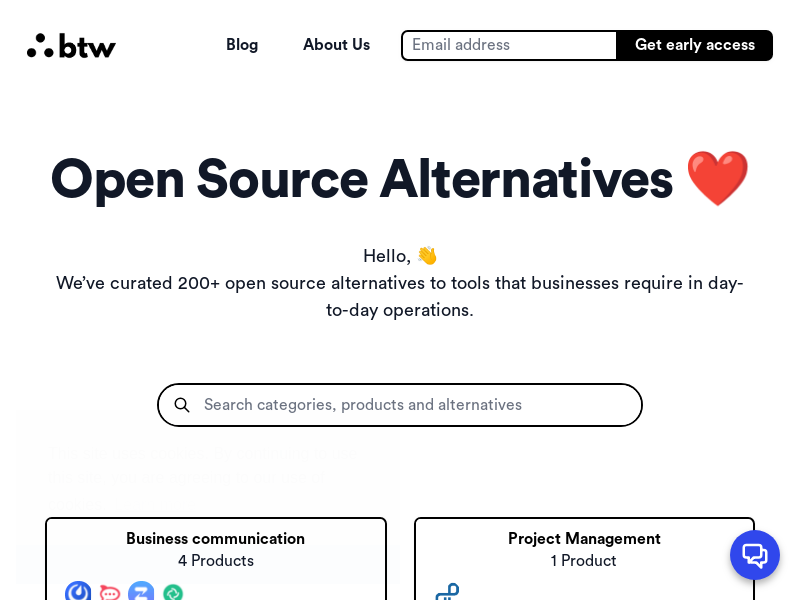 btw
Blog
About Us
Email address
Get early access
Open Source Alternatives ❤️
Hello, 👋
We’ve curated 200+ open source alternatives to tools that businesses require in day-
to-day operations.
Search categories, products and alternatives
Business communication
4 Products
Project Management
1 Product